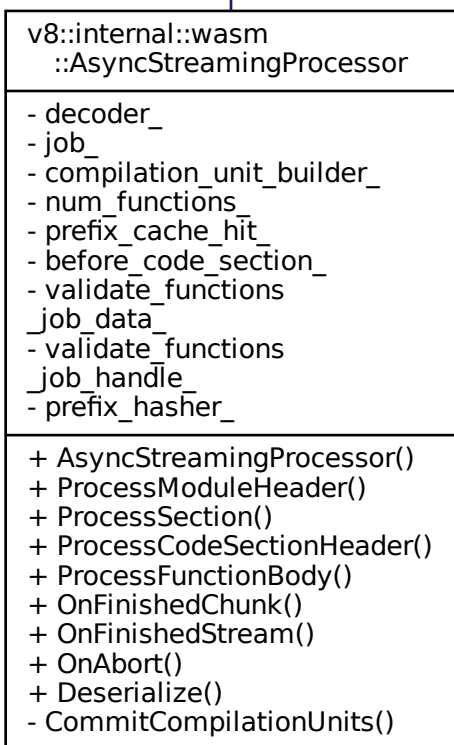 v8::internal::wasm
::AsyncStreamingProcessor
- decoder_
- job_
- compilation_unit_builder_
- num_functions_
- prefix_cache_hit_
- before_code_section_
- validate_functions
_job_data_
- validate_functions
_job_handle_
- prefix_hasher_
+ AsyncStreamingProcessor()
+ ProcessModuleHeader()
+ ProcessSection()
+ ProcessCodeSectionHeader()
+ ProcessFunctionBody()
+ OnFinishedChunk()
+ OnFinishedStream()
+ OnAbort()
+ Deserialize()
- CommitCompilationUnits()